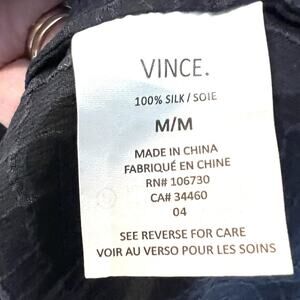 VINCE.
100% SILK / SOIE
M/M
MADE IN CHINA
FABRIQUÉ EN CHINE
RN# 106730
CA# 34460
04
SEE REVERSE FOR CARE
VOIR AU VERSO POUR LES SOINS